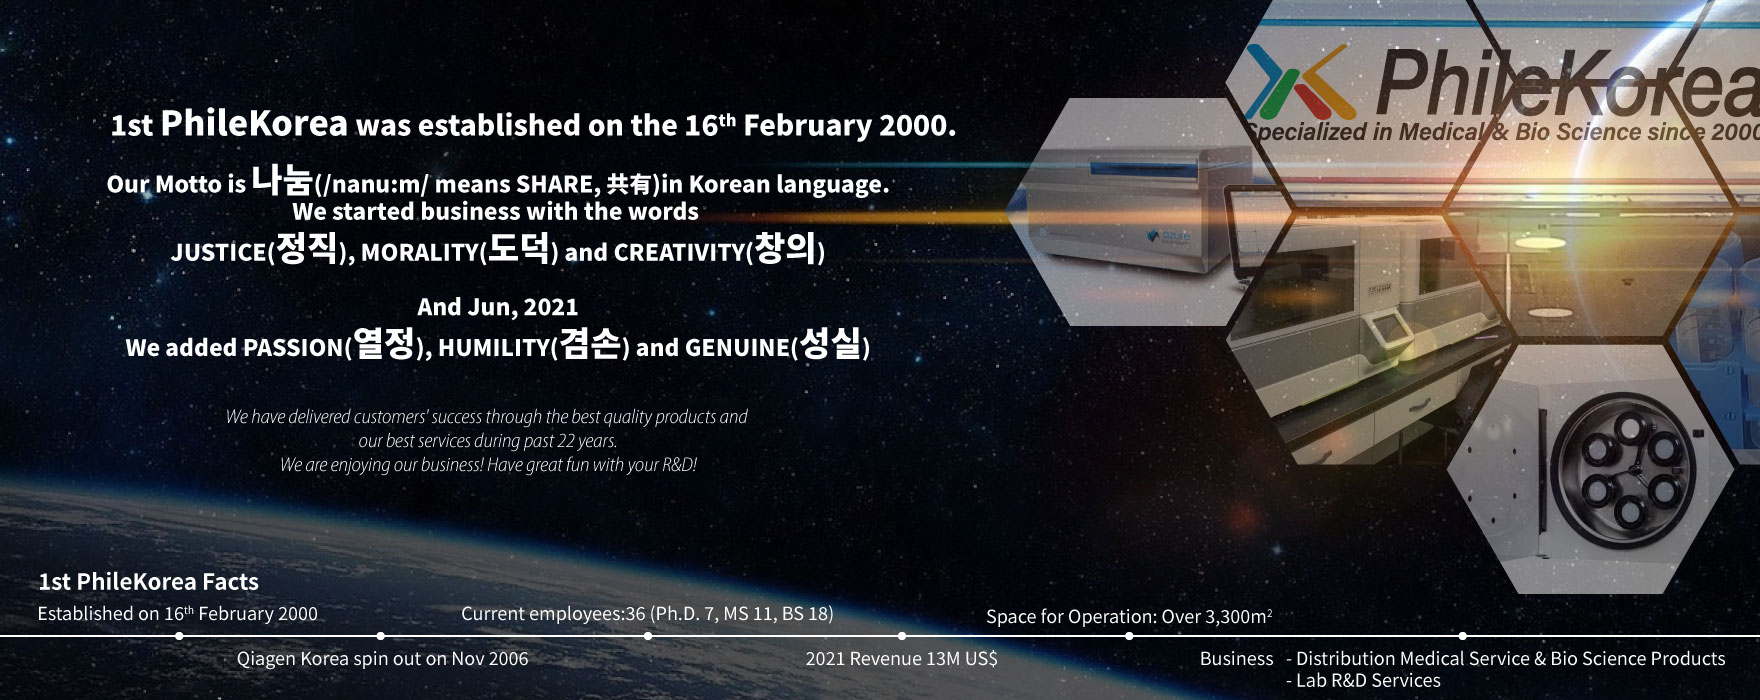 PhileKorea
Specialized in Medical & Bio Science since 2000
1st PhileKorea was established on the 16th February 2000.
Our Motto is 나눔(/nanu:m/ means SHARE, 共有)in Korean language.
We started business with the words
JUSTICE(정직), MORALITY(도덕) and CREATIVITY(창의)
And Jun, 2021
We added PASSION(열정), HUMILITY(겸손) and GENUINE(성실)
We have delivered customers' success through the best quality products and
our best services during past 22 years.
We are enjoying our business! Have great fun with your R&D!
azure
1st PhileKorea Facts
Established on 16th February 2000
Current employees:36 (Ph.D. 7, MS 11, BS 18)
Space for Operation: Over 3,300m²
Qiagen Korea spin out on Nov 2006
2021 Revenue 13M US$
Business - Distribution Medical Service & Bio Science Products
- Lab R&D Services